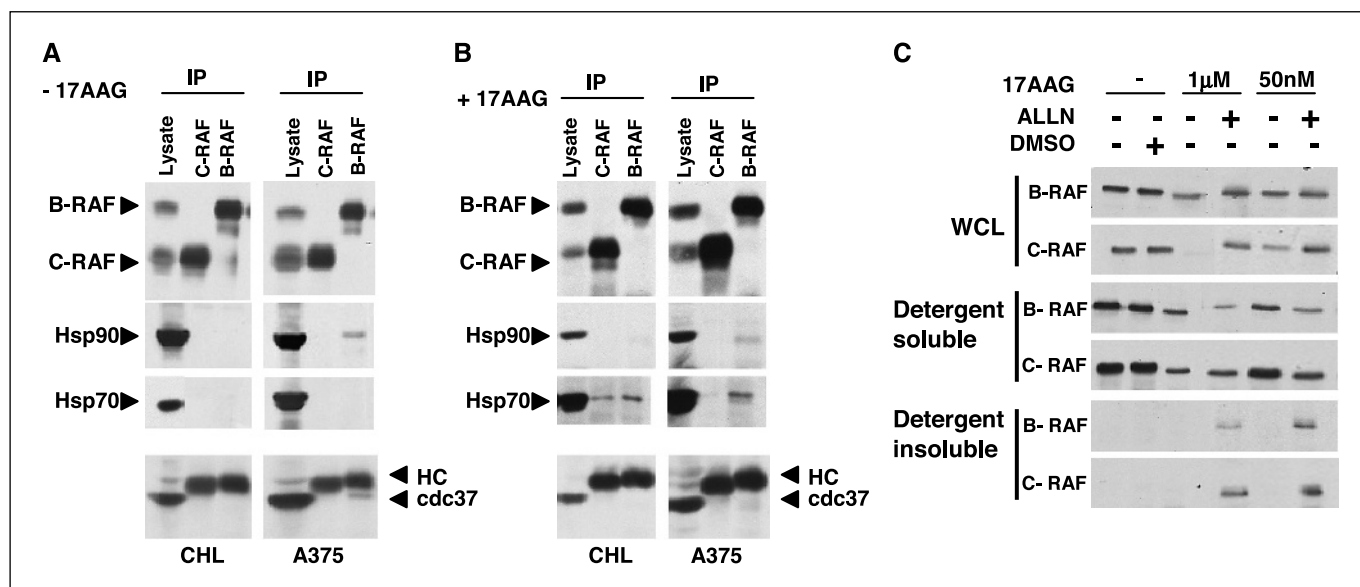 A
- 17AAG
IP
IP
Lysate
C-RAF
B-RAF
Lysate
C-RAF
B-RAF
B-RAF
C-RAF
Hsp90
Hsp70
HC
cdc37
CHL
A375
B
+ 17AAG
IP
IP
Lysate
C-RAF
B-RAF
Lysate
C-RAF
B-RAF
B-RAF
C-RAF
Hsp90
Hsp70
HC
cdc37
CHL
A375
C
17AAG - 1μM 50nM
ALLN - - - + - +
DMSO - + - - - -
WCL
B-RAF
C-RAF
Detergent
soluble
B- RAF
C- RAF
Detergent
insoluble
B- RAF
C- RAF